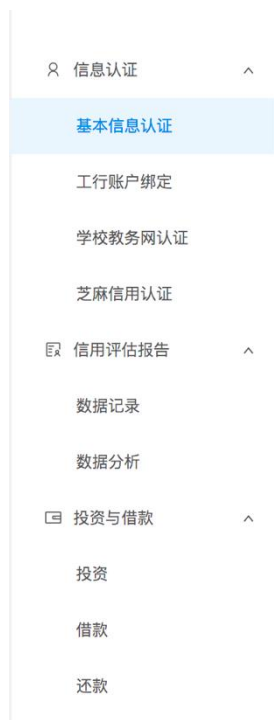 信息认证
基本信息认证
工行账户绑定
学校教务网认证
芝麻信用认证
信用评估报告
数据记录
数据分析
投资与借款
投资
借款
还款